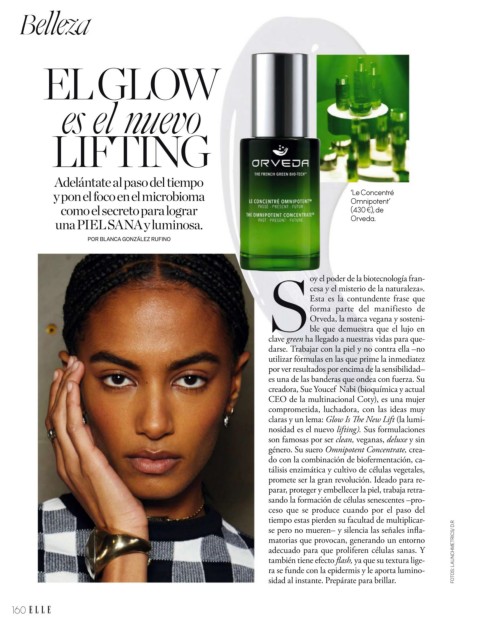 Belleza
EL GLOW
es el nuevo
LIFTING
Adelántate al paso del tiempo
y pon el foco en el microbioma
como el secreto para lograr
una PIEL SANA y luminosa.
POR BLANCA GONZÁLEZ RUFINO
ORVEDA
THE FRENCH GREEN BIO-TECH™
LE CONCENTRÉ OMNIPOTENT™
PASSÉ - PRÉSENT - FUTUR
THE OMNIPOTENT CONCENTRATE™
PAST - PRESENT - FUTURE
'Le Concentré
Omnipotent'
(430 €), de
Orveda.
Soy el poder de la biotecnología fran-
cesa y el misterio de la naturaleza».
Esta es la contundente frase que
forma parte del manifiesto de
Orveda, la marca vegana y sosteni-
ble que demuestra que el lujo en
clave green ha llegado a nuestras vidas para que-
darse. Trabajar con la piel y no contra ella –no
utilizar fórmulas en las que prime la inmediatez
por ver resultados por encima de la sensibilidad–
es una de las banderas que ondea con fuerza. Su
creadora, Sue Youcef Nabi (bioquímica y actual
CEO de la multinacional Coty), es una mujer
comprometida, luchadora, con las ideas muy
claras y un lema: Glow Is The New Lift (la lumi-
nosidad es el nuevo lifting). Sus formulaciones
son famosas por ser clean, veganas, deluxe y sin
género. Su suero Omnipotent Concentrate, crea-
do con la combinación de biofermentación, ca-
tálisis enzimática y cultivo de células vegetales,
promete ser la gran revolución. Ideado para re-
parar, proteger y embellecer la piel, trabaja retra-
sando la formación de células senescentes –pro-
ceso que se produce cuando por el paso del
tiempo estas pierden su facultad de multiplicar-
se pero no mueren– y silencia las señales infla-
matorias que provocan, generando un entorno
adecuado para que proliferen células sanas. Y
también tiene efecto flash, ya que su textura lige-
ra se funde con la epidermis y le aporta lumino-
sidad al instante. Prepárate para brillar.
FOTOS: LAUNCHMETRICS/ D.R.
160 ELLE